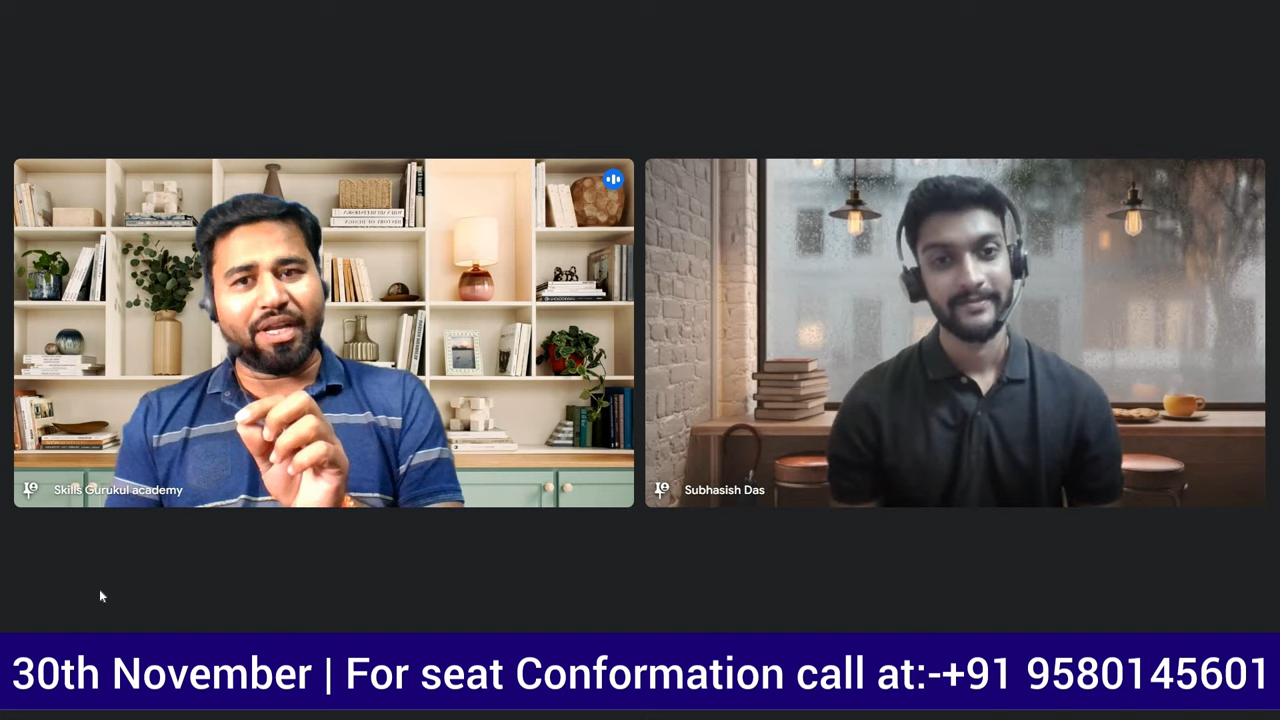 Skills Gurukul academy
Subhasish Das
30th November | For seat Conformation call at:-+91 9580145601